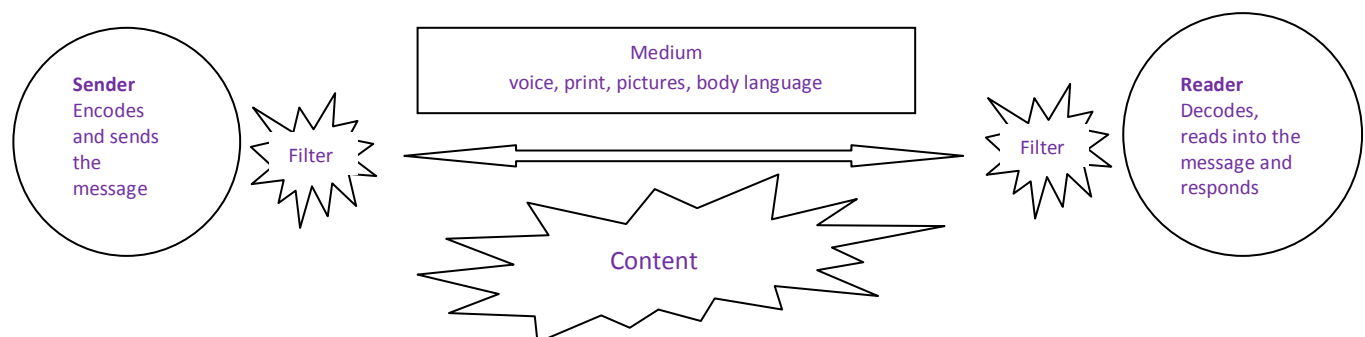 Sender
Encodes
and sends
the
message
Filter
Medium
voice, print, pictures, body language
Content
Filter
Reader
Decodes,
reads into the
message and
responds